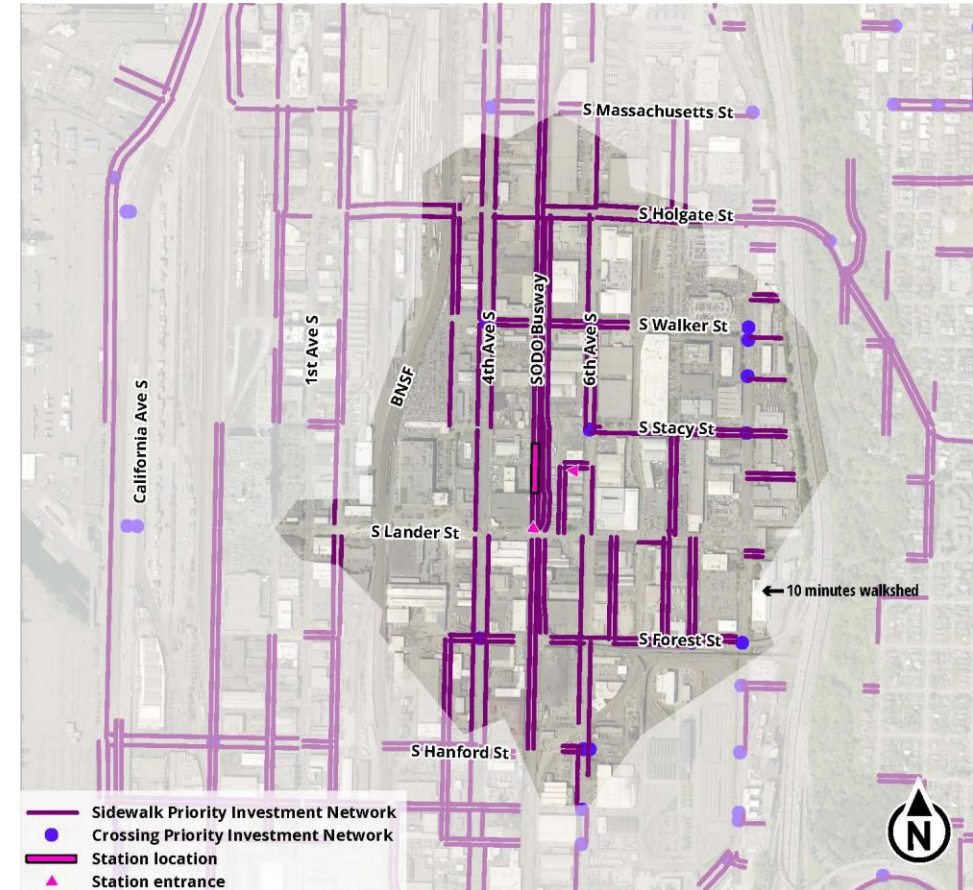 S Massachusetts St
S Holgate St
S Walker St
1st Ave S
BNSF
4th Ave S
SODO Busway
6th Ave S
California Ave S
S Stacy St
S Lander St
10 minutes walkshed
S Forest St
S Hanford St
Sidewalk Priority Investment Network
Crossing Priority Investment Network
Station location
Station entrance
N